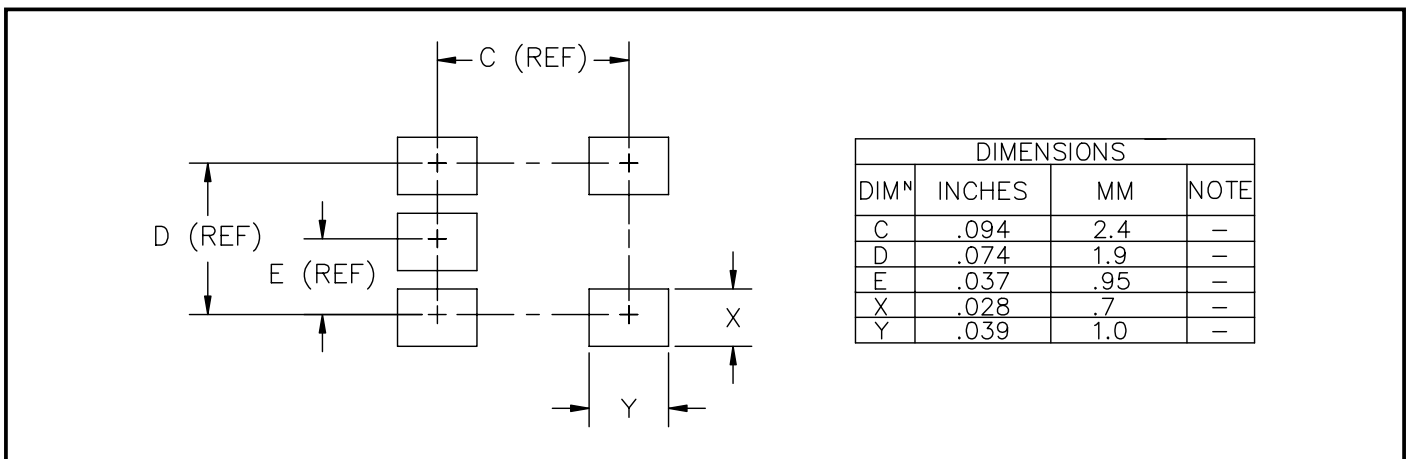 C (REF)
D (REF)
E (REF)
X
Y
DIMENSIONS
DIMᴺ INCHES MM NOTE
C .094 2.4 –
D .074 1.9 –
E .037 .95 –
X .028 .7 –
Y .039 1.0 –